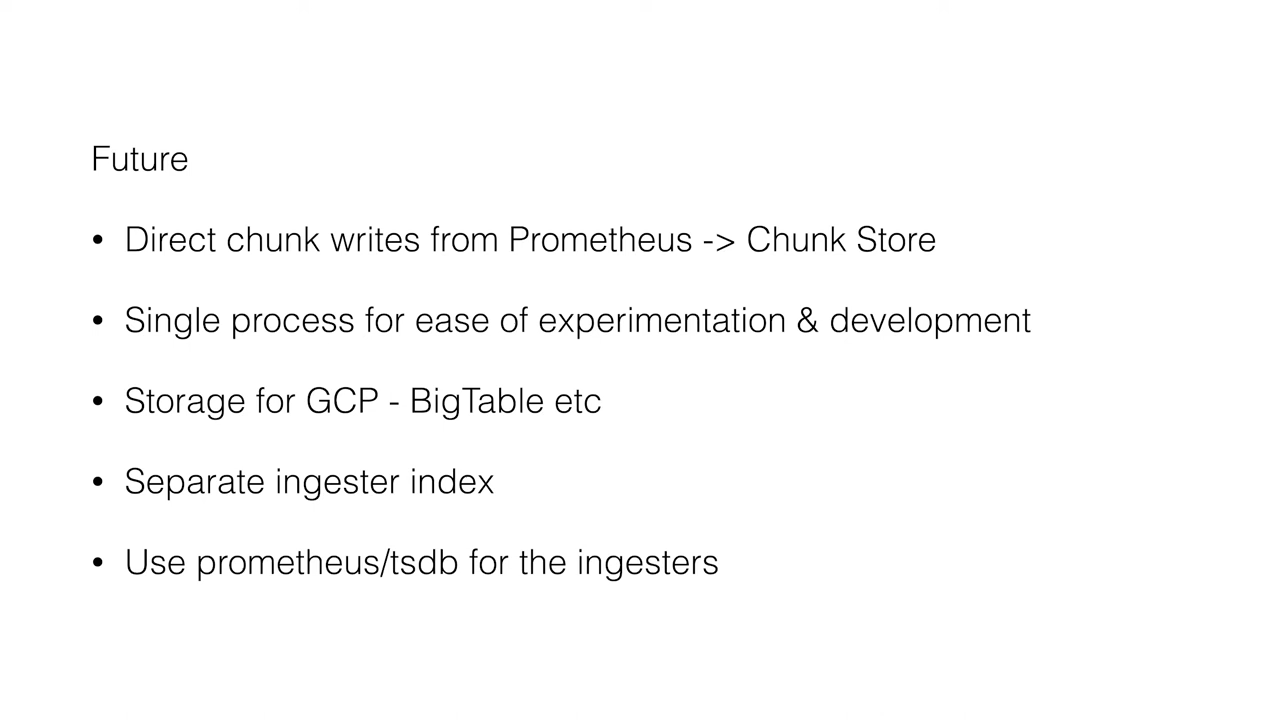 Future
• Direct chunk writes from Prometheus -> Chunk Store
• Single process for ease of experimentation & development
• Storage for GCP - BigTable etc
• Separate ingester index
• Use prometheus/tsdb for the ingesters